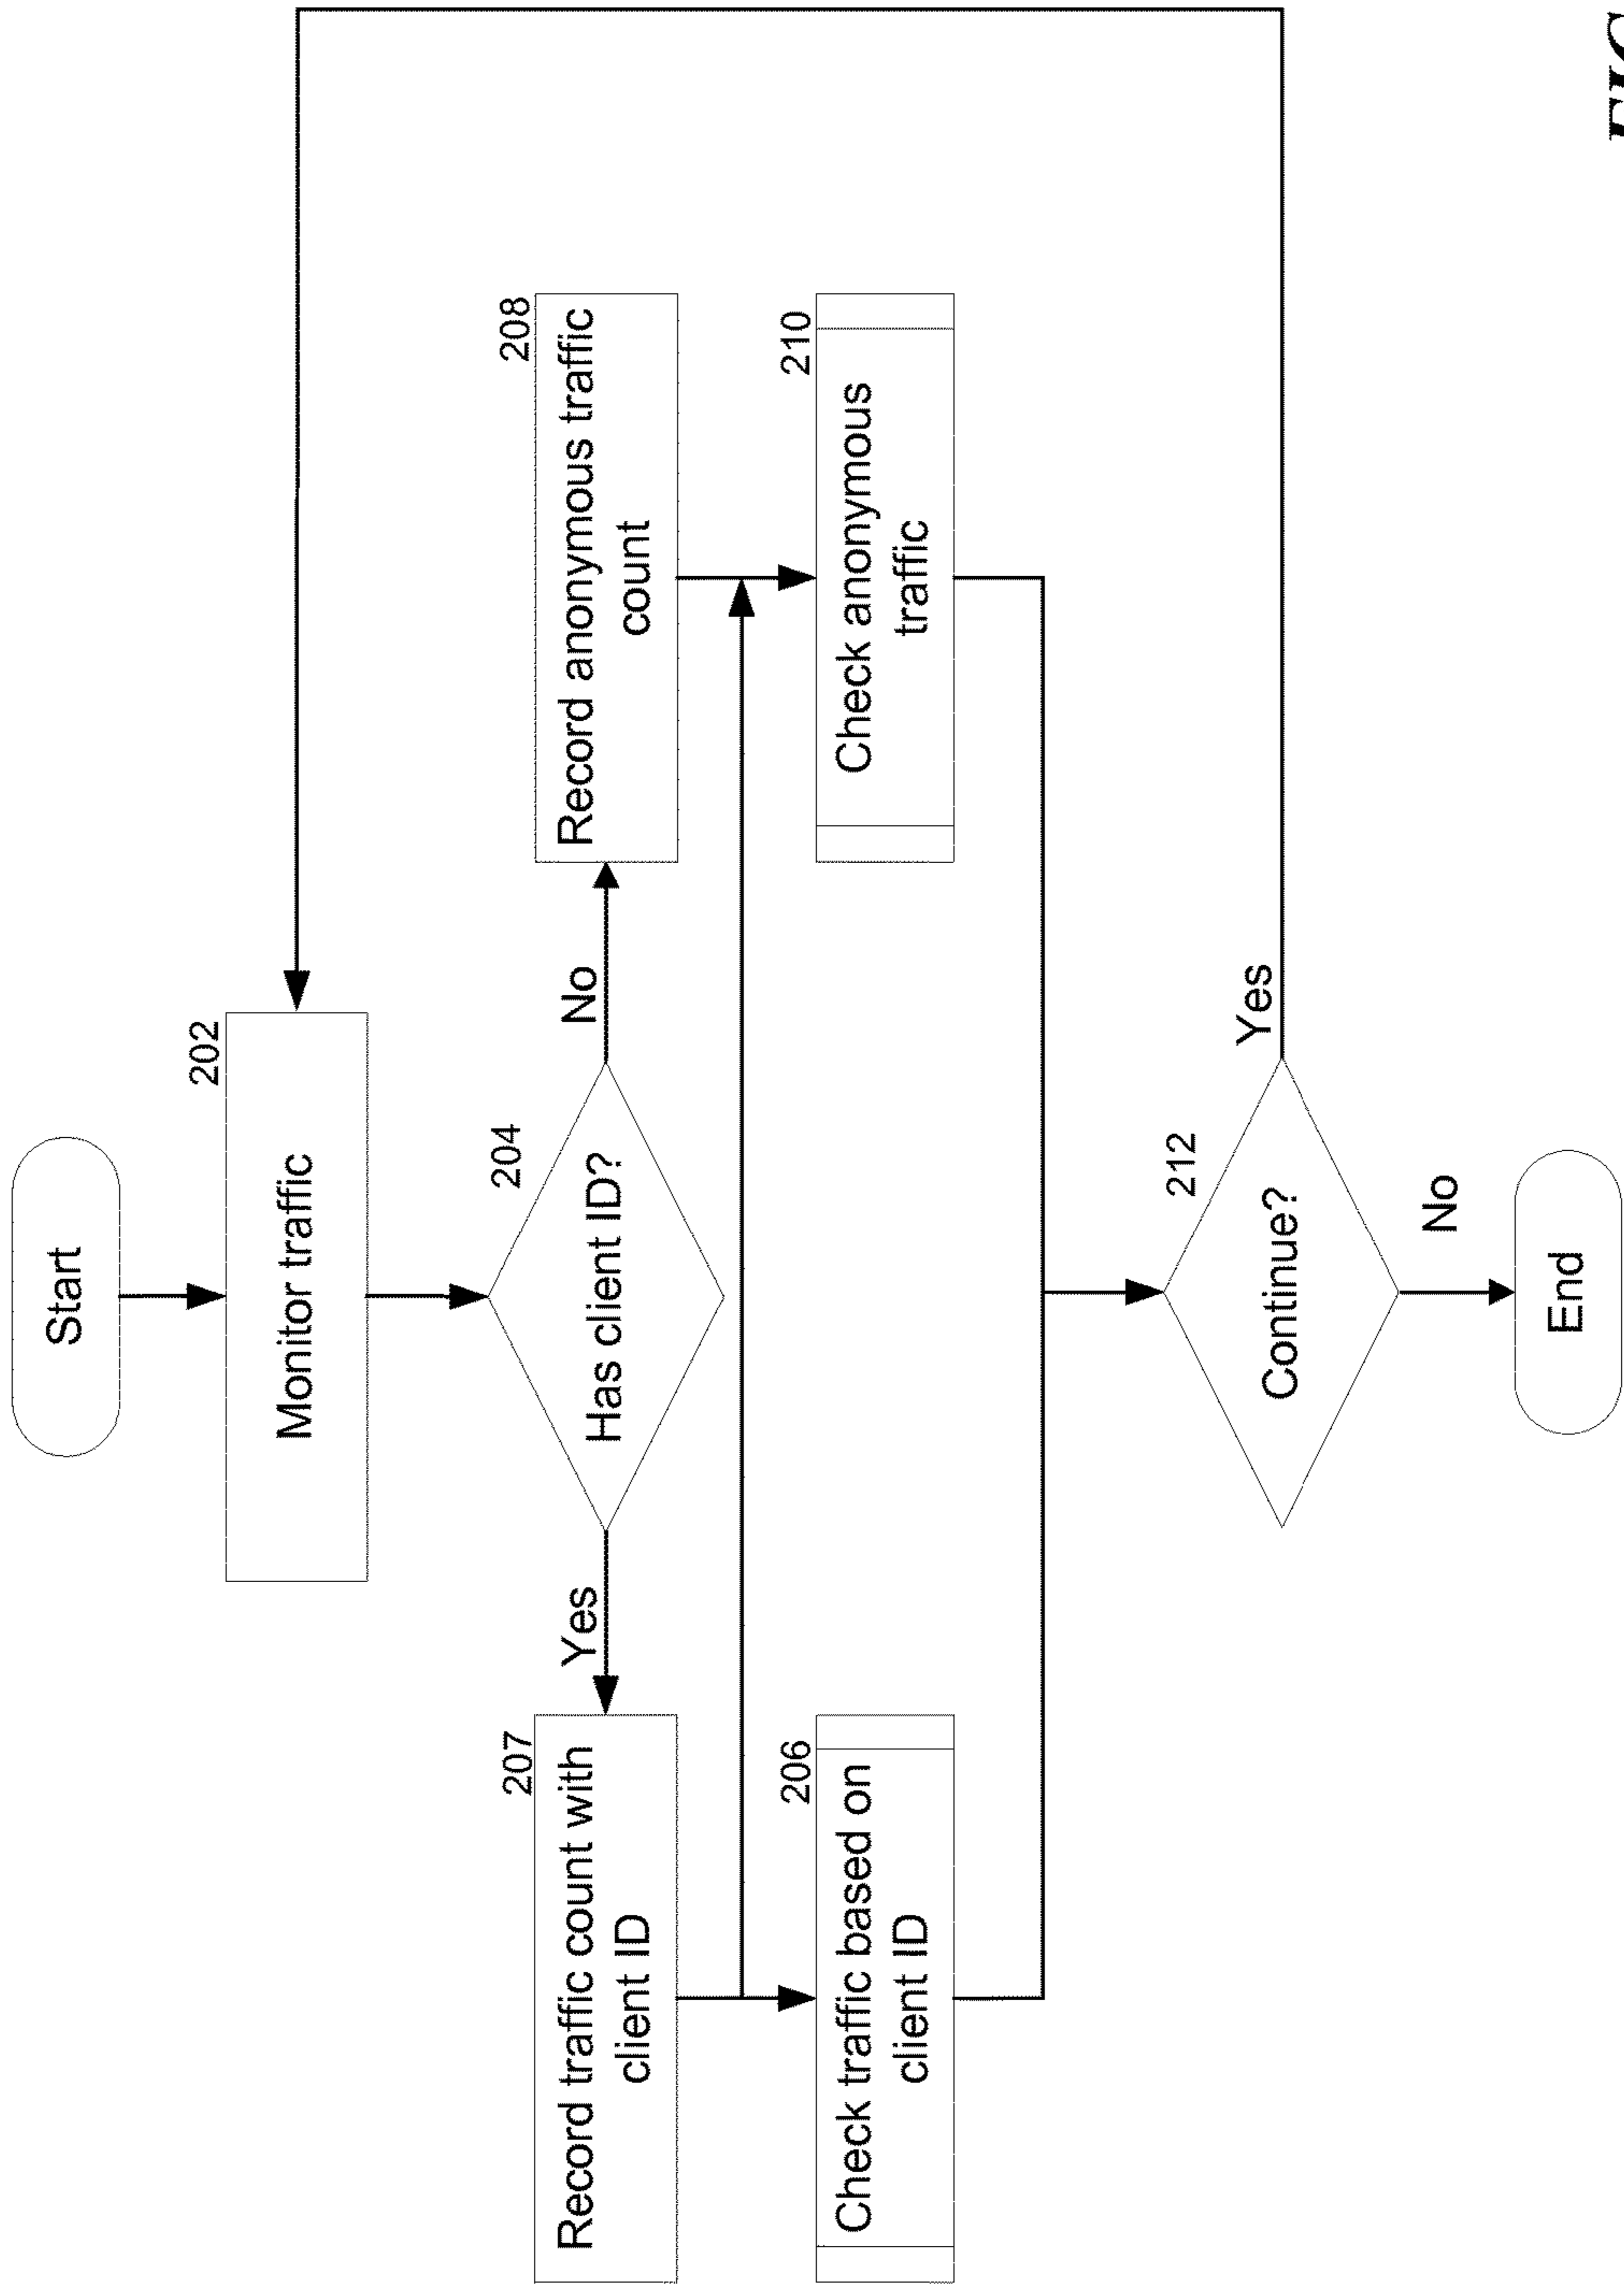 Start
202
Monitor traffic
204
Has client ID?
Yes
No
207
Record traffic count with
client ID
208
Record anonymous traffic
count
206
Check traffic based on
client ID
210
Check anonymous
traffic
212
Continue?
Yes
No
End